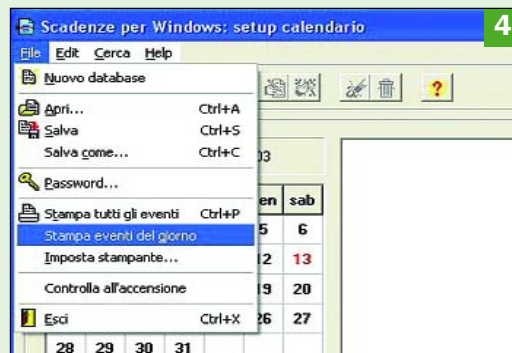 Scadenze per Windows: setup calendario
4
File Edit Cerca Help
Nuovo database
Apri... Ctrl+A
Salva Ctrl+S
Salva come... Ctrl+C
03
Password...
en sab
Stampa tutti gli eventi Ctrl+P
5 6
Stampa eventi del giorno
Imposta stampante... 12 13
Controlla all'accensione 19 20
Esci Ctrl+X 26 27
28 29 30 31
?